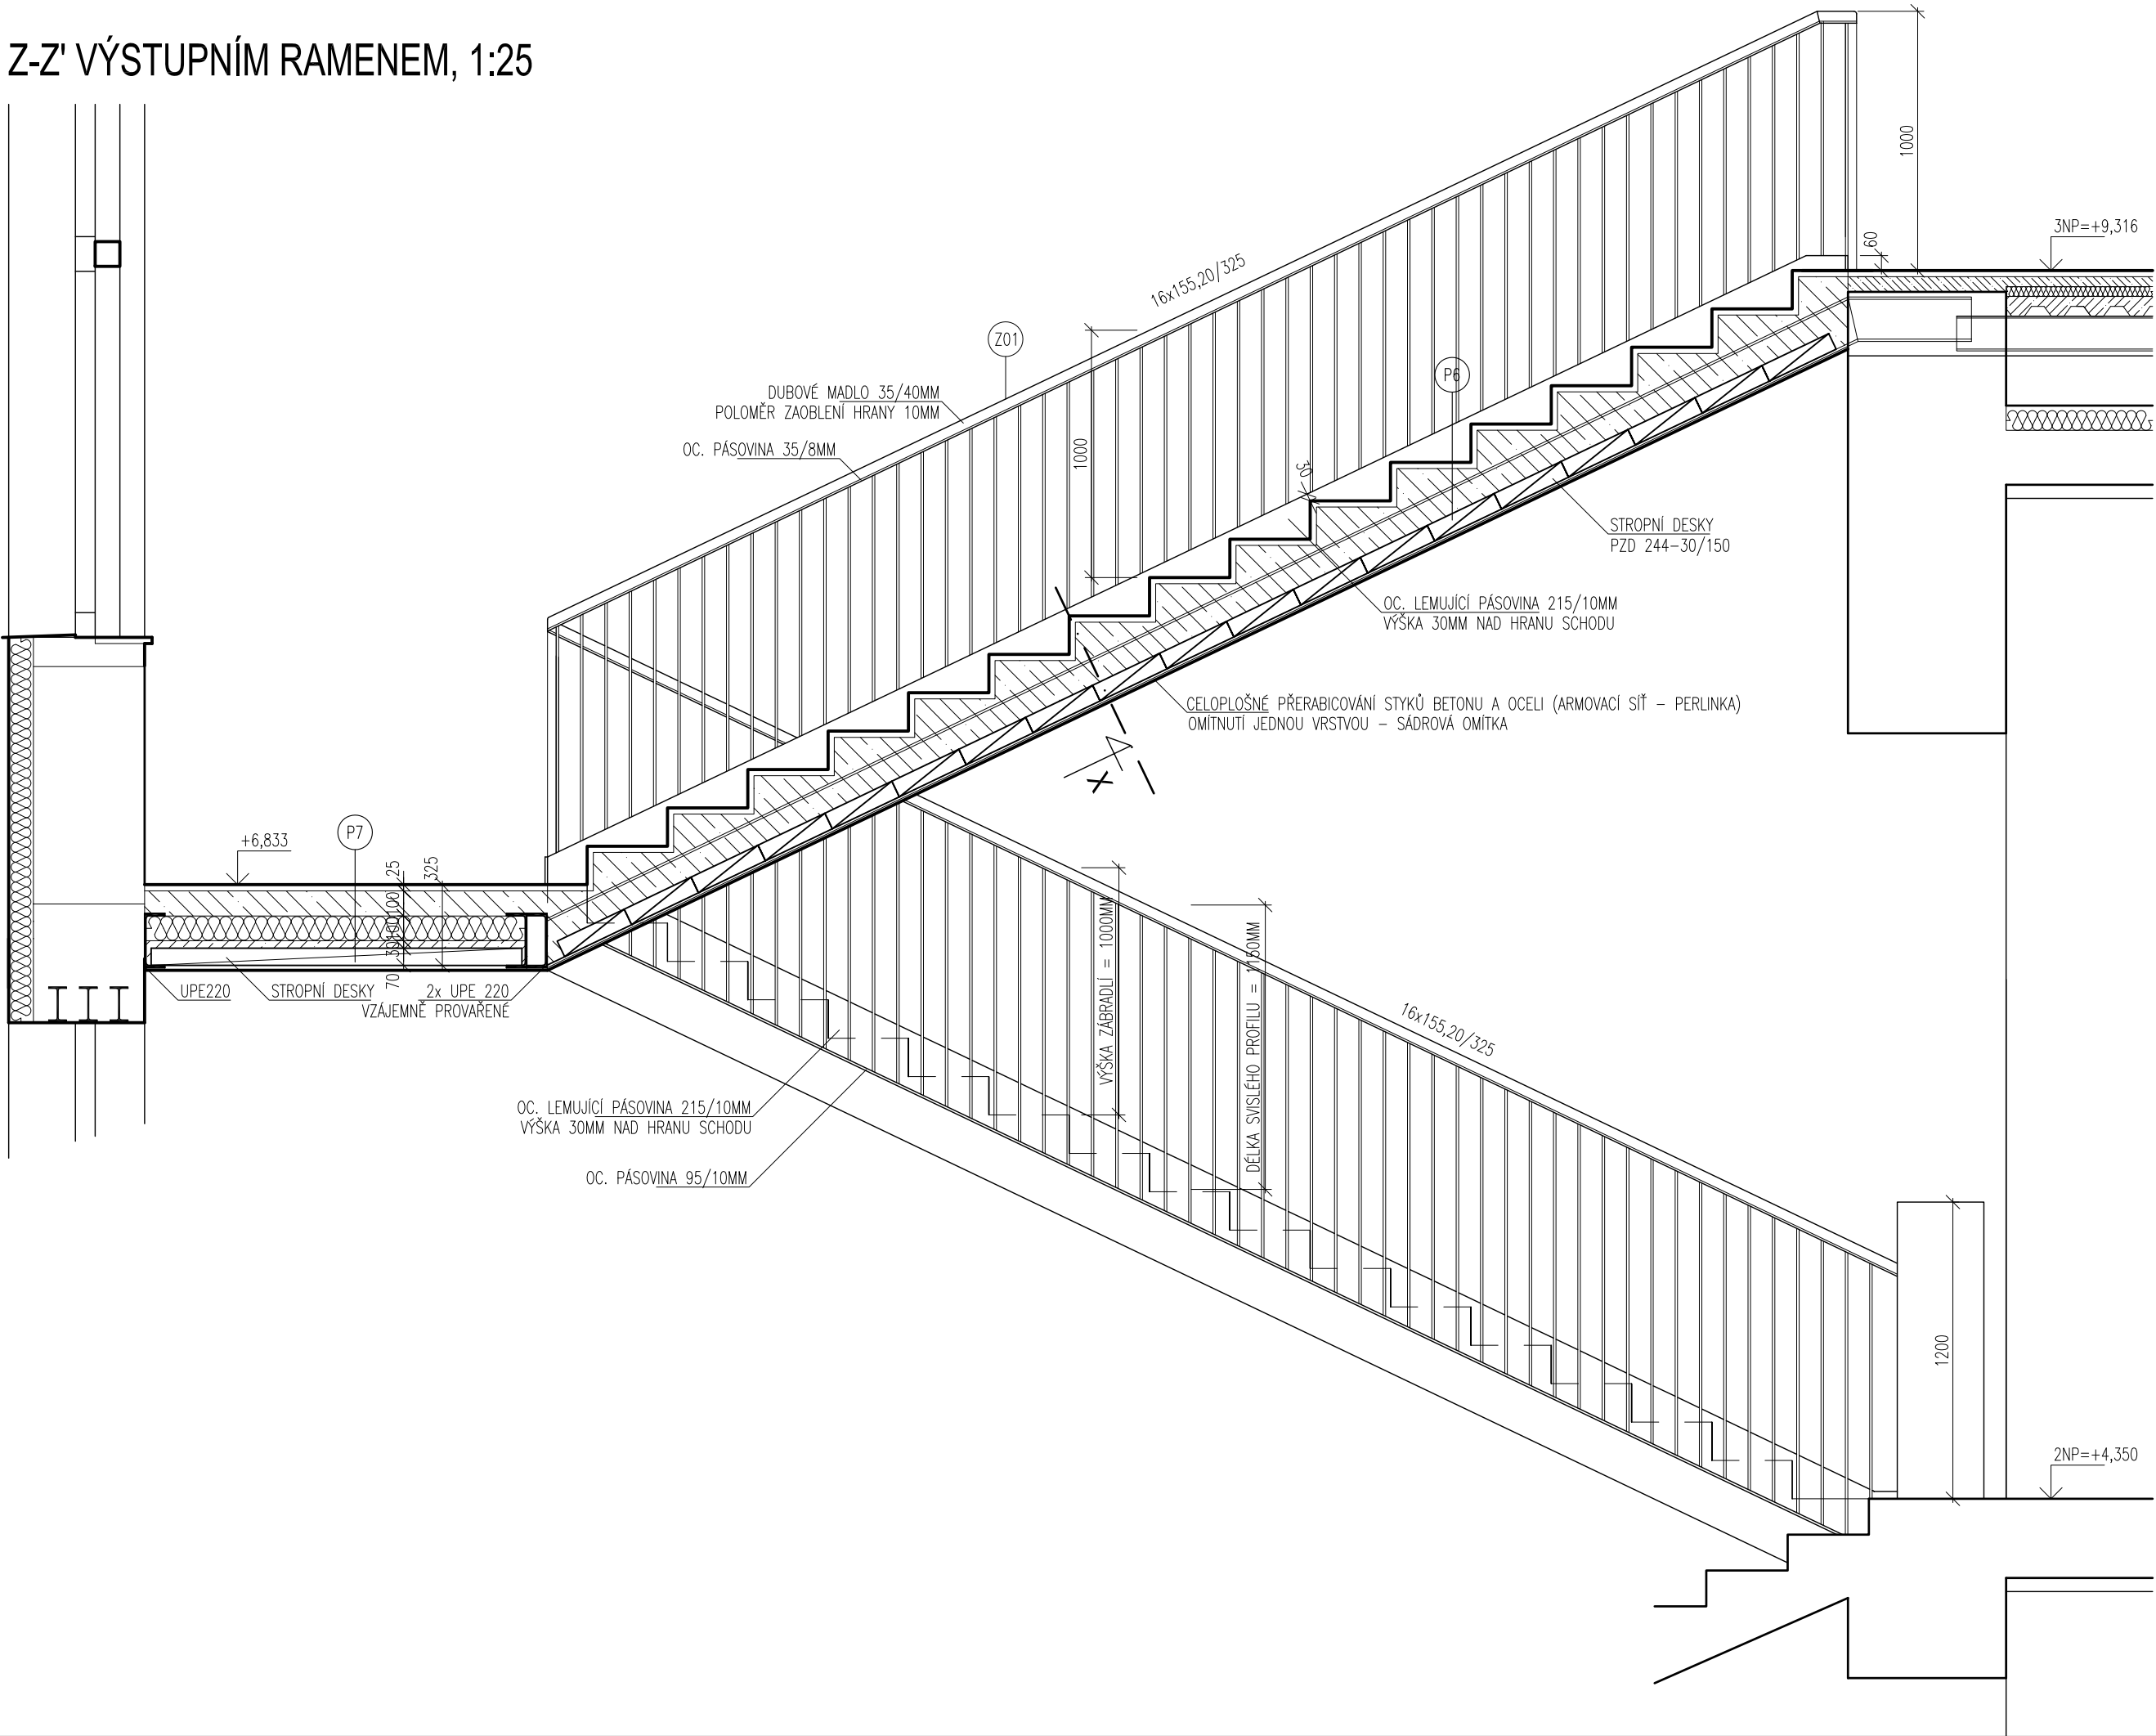 Z-Z' VÝSTUPNÍM RAMENEM, 1:25
1000
60
3NP=+9,316
16x155,20/325
Z01
P6
DUBOVÉ MADLO 35/40MM
POLOMĚR ZAOBLENÍ HRANY 10MM
OC. PÁSOVINA 35/8MM
1000
30
STROPNÍ DESKY
PZD 244-30/150
OC. LEMUJÍCÍ PÁSOVINA 215/10MM
VÝŠKA 30MM NAD HRANU SCHODU
CELOPLOŠNÉ PŘERABICOVÁNÍ STYKŮ BETONU A OCELI (ARMOVACÍ SÍŤ - PERLINKA)
OMÍTNUTÍ JEDNOU VRSTVOU - SÁDROVÁ OMÍTKA
X
+6,833
P7
25
325
100
100
30
70
UPE220
STROPNÍ DESKY
2x UPE 220
VZÁJEMNĚ PROVAŘENÉ
VÝŠKA ZÁBRADLÍ = 1000MM
DÉLKA SVISLÉHO PROFILU = 1150MM
16x155,20/325
OC. LEMUJÍCÍ PÁSOVINA 215/10MM
VÝŠKA 30MM NAD HRANU SCHODU
OC. PÁSOVINA 95/10MM
1200
2NP=+4,350